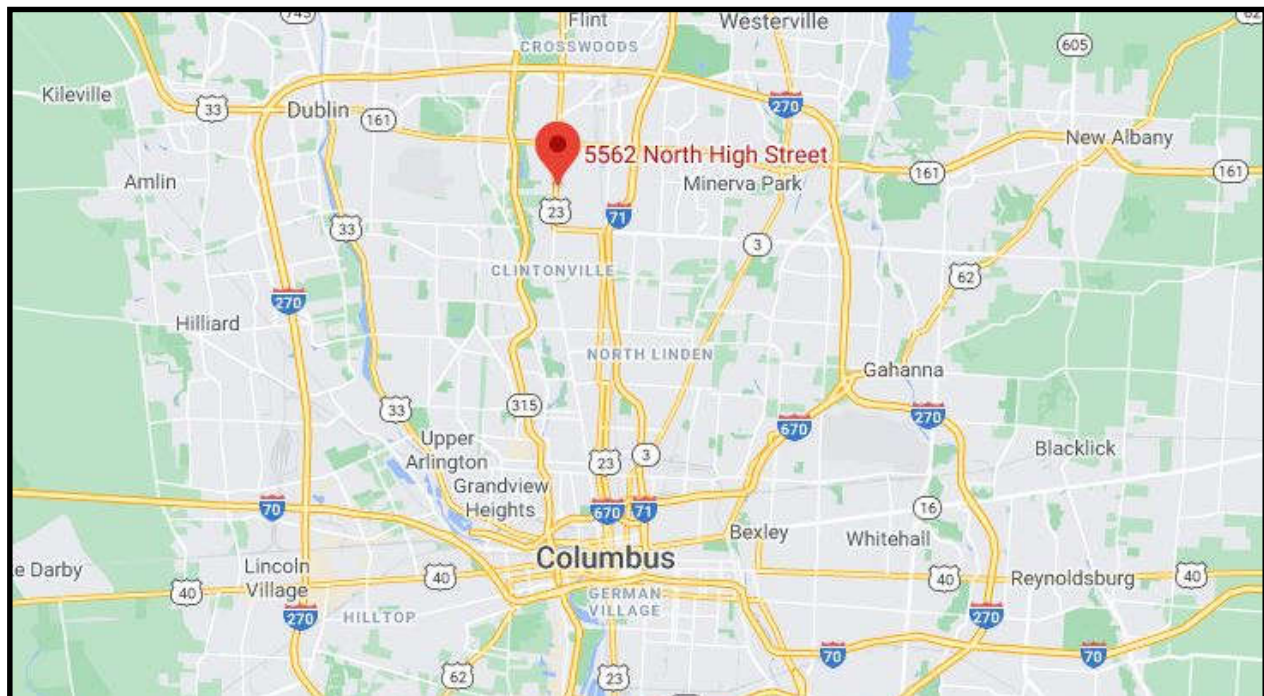 745
Flint
Westerville
62
CROSSWOODS
605
Kileville
33
Dublin
270
161
New Albany
5562 North High Street
161
161
Amlin
Minerva Park
23
71
33
3
CLINTONVILLE
62
270
Hilliard
NORTH LINDEN
Gahanna
33
315
270
670
Upper
Arlington
Blacklick
23
3
Grandview
Heights
70
670
71
16
Bexley
Whitehall
Columbus
e Darby
Lincoln
Village
40
40
Reynoldsburg
40
40
GERMAN
VILLAGE
270
HILLTOP
270
70
70
62
23